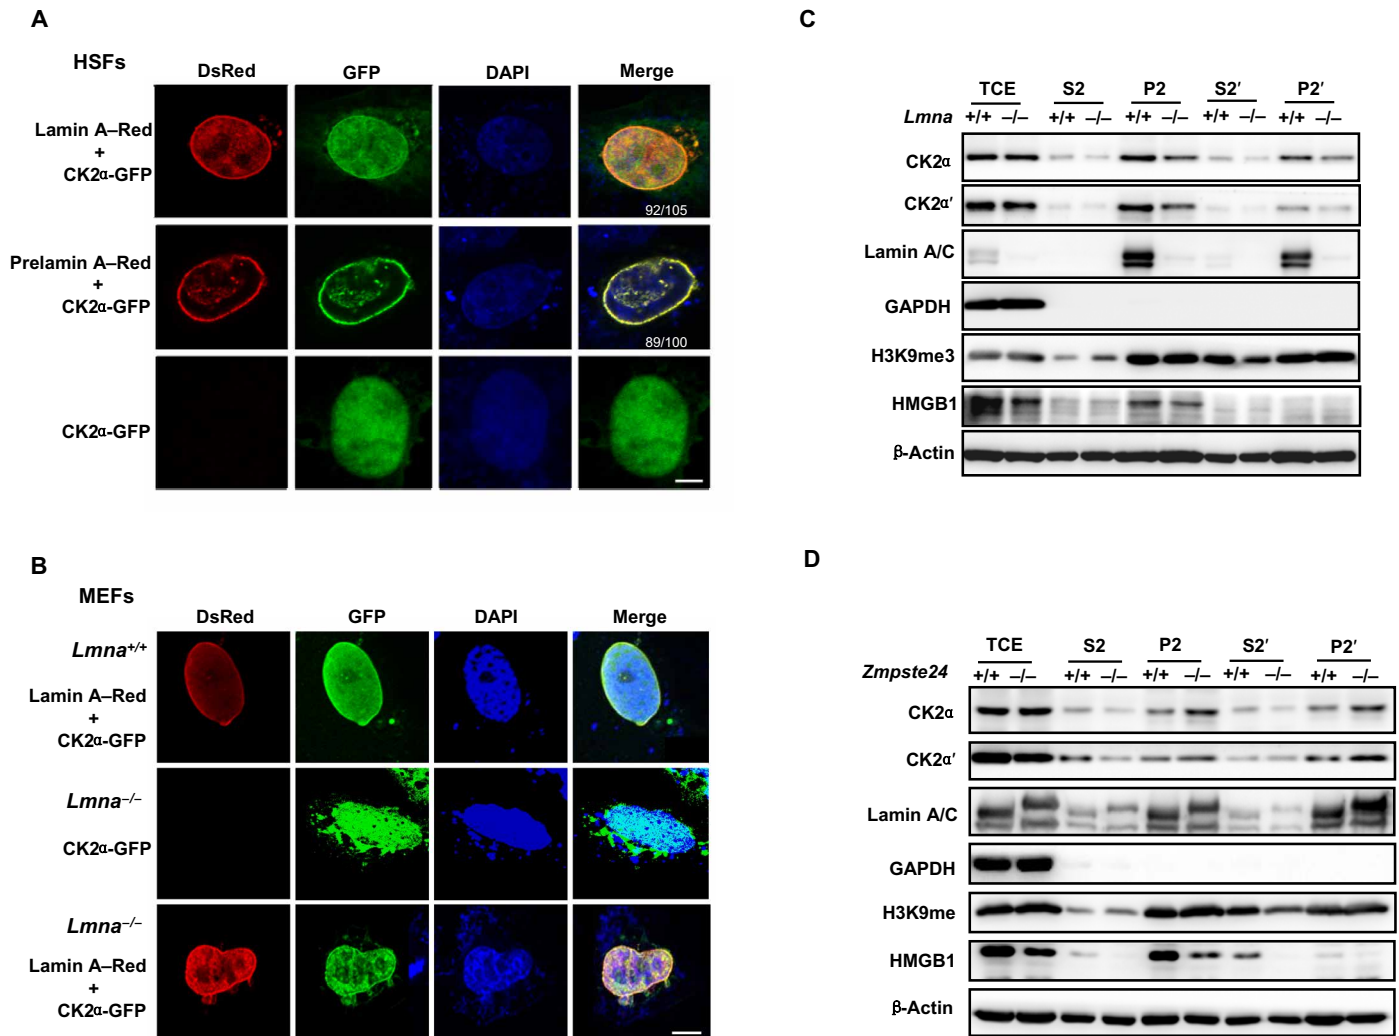 A
HSFs
DsRed GFP DAPI Merge
Lamin A–Red
+
CK2α-GFP
92/105
Prelamin A–Red
+
CK2α-GFP
89/100
CK2α-GFP
B
MEFs
DsRed GFP DAPI Merge
Lmna+/+
Lamin A–Red
+
CK2α-GFP
Lmna–/–
CK2α-GFP
Lmna–/–
Lamin A–Red
+
CK2α-GFP
C
TCE S2 P2 S2′ P2′
Lmna +/+ –/– +/+ –/– +/+ –/– +/+ –/– +/+ –/–
CK2α
CK2α′
Lamin A/C
GAPDH
H3K9me3
HMGB1
β-Actin
D
TCE S2 P2 S2′ P2′
Zmpste24 +/+ –/– +/+ –/– +/+ –/– +/+ –/– +/+ –/–
CK2α
CK2α′
Lamin A/C
GAPDH
H3K9me
HMGB1
β-Actin